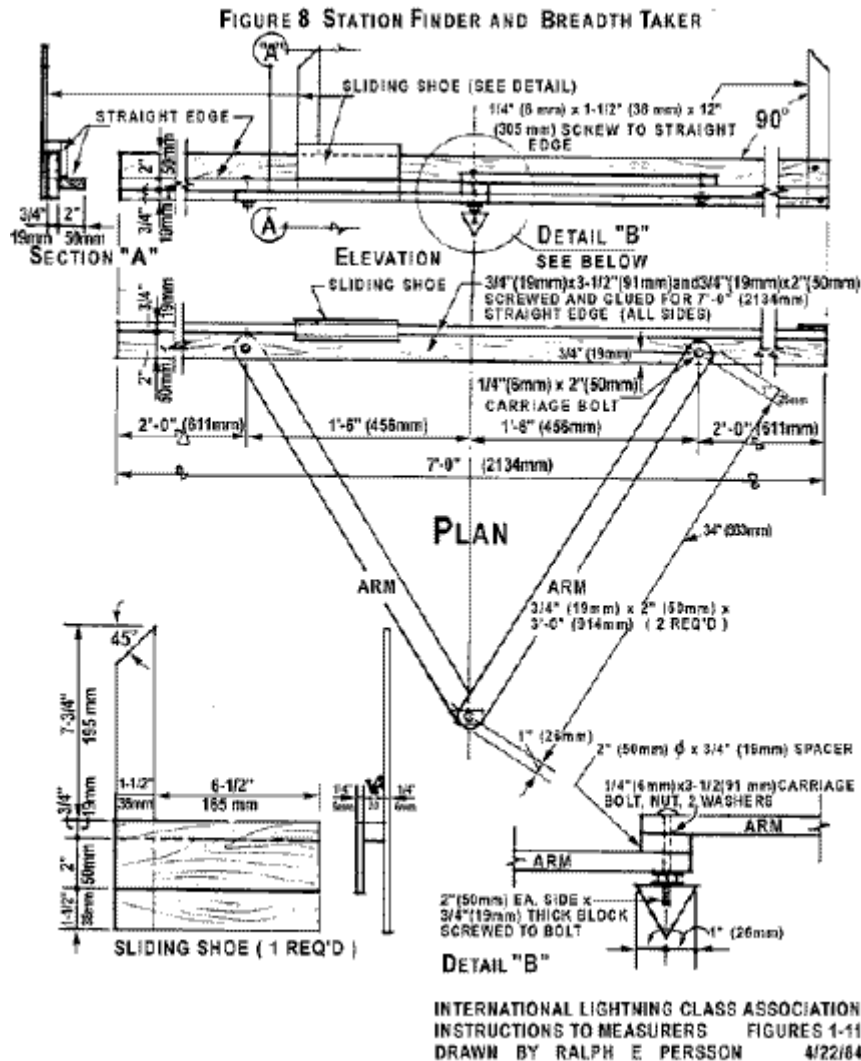 FIGURE 8 STATION FINDER AND BREADTH TAKER
"A"
SLIDING SHOE (SEE DETAIL)
STRAIGHT EDGE
1/4" (6 mm) x 1-1/2" (38 mm) x 12"
(305 mm) SCREW TO STRAIGHT
EDGE
90°
2"
50mm
3/4"
3/4" 2"
19mm 50mm
A
SECTION "A"
ELEVATION
DETAIL "B"
SEE BELOW
SLIDING SHOE
3/4"(19mm)x3-1/2"(91mm)and3/4"(19mm)x2"(50mm)
SCREWED AND GLUED FOR 7'-0" (2134mm)
STRAIGHT EDGE (ALL SIDES)
3/4"
19mm
2"
50mm
3/4" (19mm)
1/4"(6mm) x 2"(50mm)
CARRIAGE BOLT
2'-0" (611mm)
1'-6" (456mm)
1'-6" (456mm)
2'-0" (611mm)
7'-0" (2134mm)
PLAN
ARM
ARM
3/4" (19mm) x 2" (50mm) x
3'-0" (914mm) ( 2 REQ'D )
45°
7-3/4"
195 mm
3/4"
19mm
2"
50mm
1-1/2"
38mm
1-1/2"
38mm
6-1/2"
165 mm
1/4"
1/4"
6mm
1" (26mm)
2" (50mm) ϕ x 3/4" (19mm) SPACER
1/4"(6mm)x3-1/2(91 mm)CARRIAGE
BOLT, NUT, 2 WASHERS
ARM
ARM
2"(50mm) EA. SIDE x
3/4"(19mm) THICK BLOCK
SCREWED TO BOLT
1" (26mm)
SLIDING SHOE ( 1 REQ'D )
DETAIL "B"
INTERNATIONAL LIGHTNING CLASS ASSOCIATION
INSTRUCTIONS TO MEASURERS FIGURES 1-11
DRAWN BY RALPH E PERSSON 4/22/84